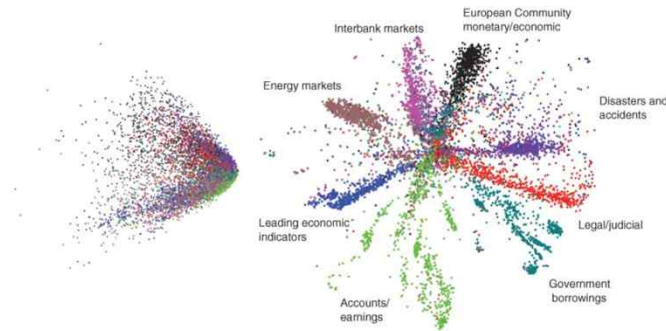 European Community
monetary/economic
Interbank markets
Energy markets
Disasters and
accidents
Leading economic
indicators
Legal/judicial
Government
borrowings
Accounts/
earnings